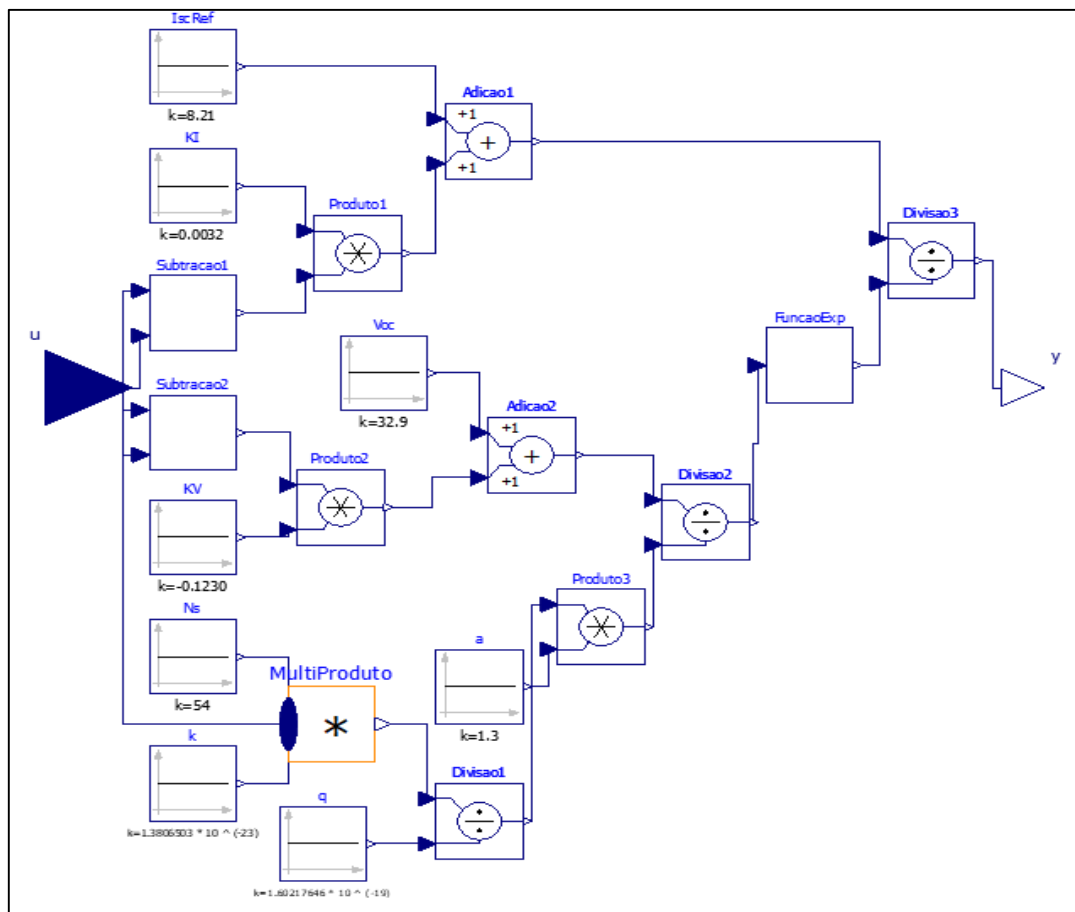 IscRef
k=8.21
Adicao1
+1
+
+1
KI
k=0.0032
Produto1
Divisao3
÷
Subtracao1
u
Voc
k=32.9
FuncaoExp
y
Subtracao2
Adicao2
+1
+
+1
Produto2
Divisao2
÷
KV
k=-0.1230
Produto3
Ns
k=54
a
k=1.3
MultiProduto
*
k
k=1.3806503 * 10 ^ (-23)
Divisao1
÷
q
k=1.60217646 * 10 ^ (-19)